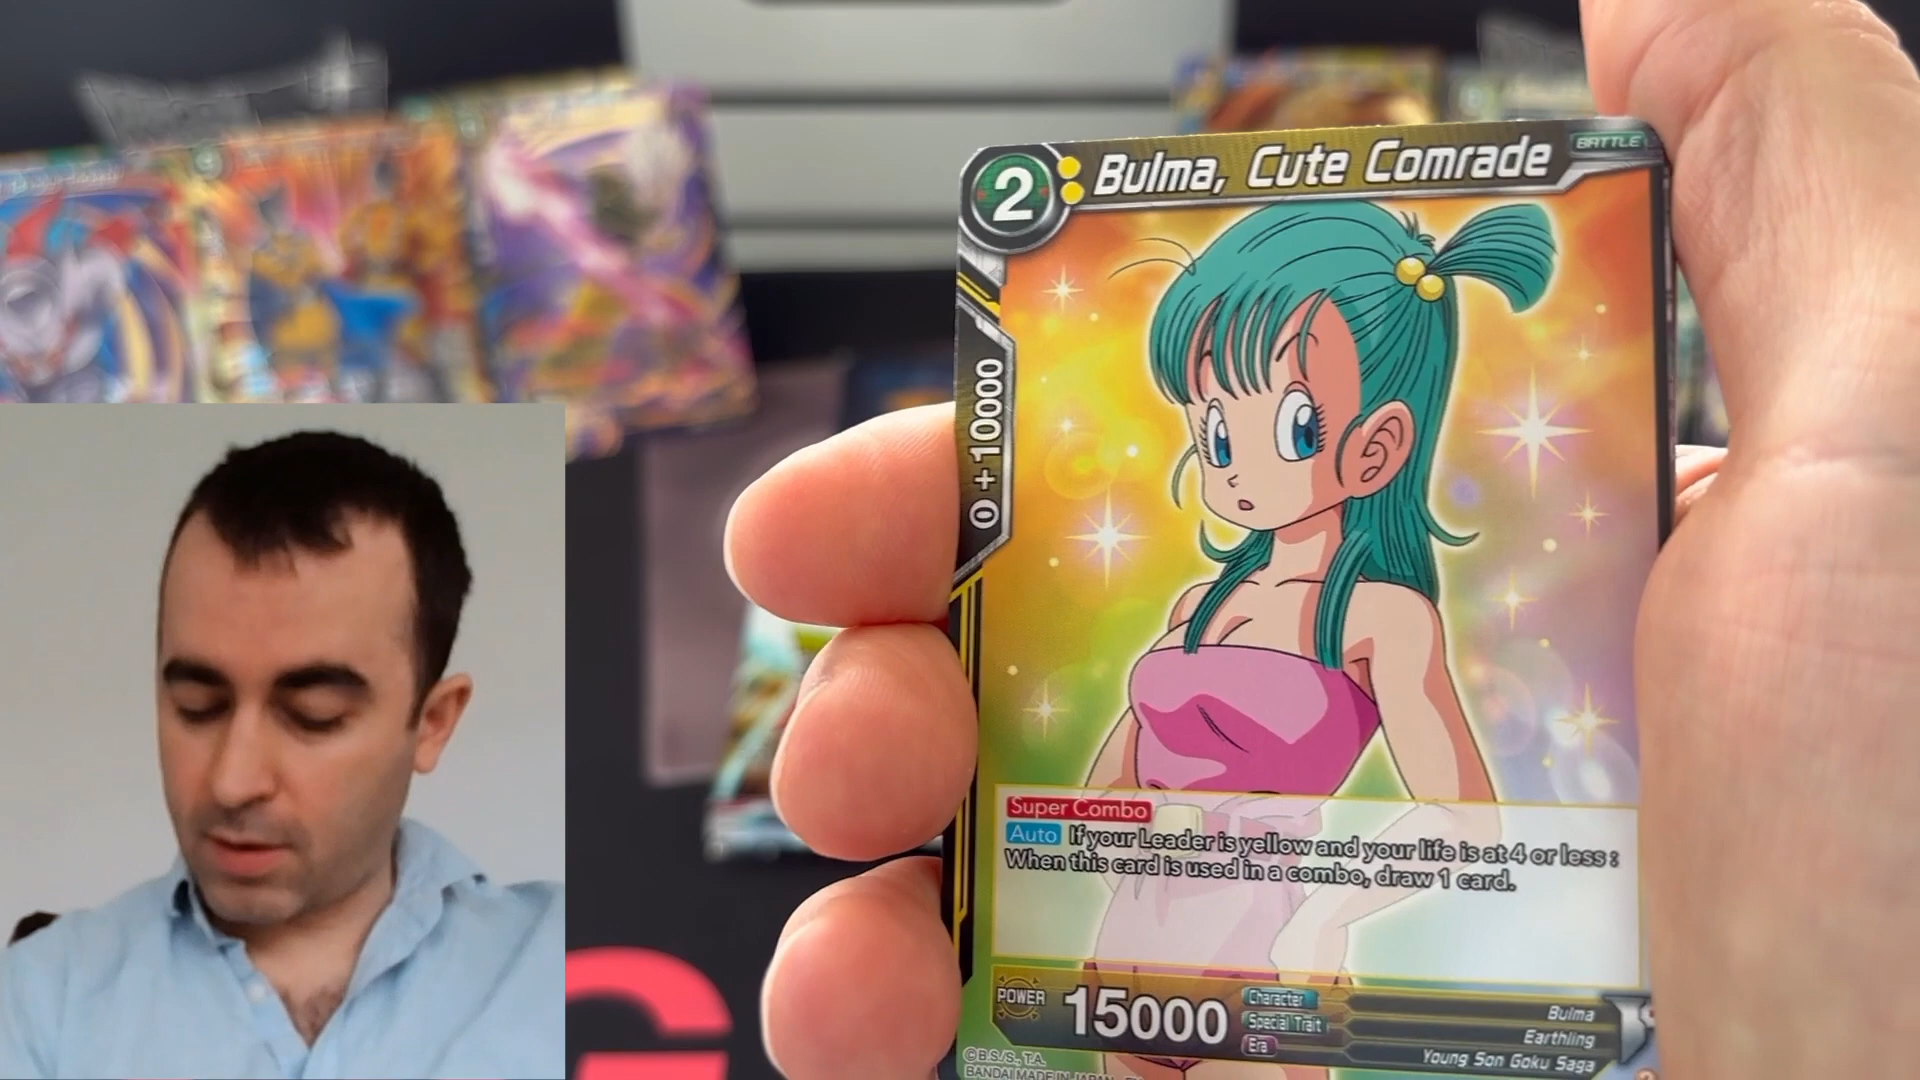 BATTLE
2 Bulma, Cute Comrade
0 +10000
Super Combo
Auto If your Leader is yellow and your life is at 4 or less :
When this card is used in a combo, draw 1 card.
POWER 15000
Character Bulma
Special Trait Earthling
Era Young Son Goku Saga
©B.S./S., T.A.
BANDAI MADE IN JAPAN